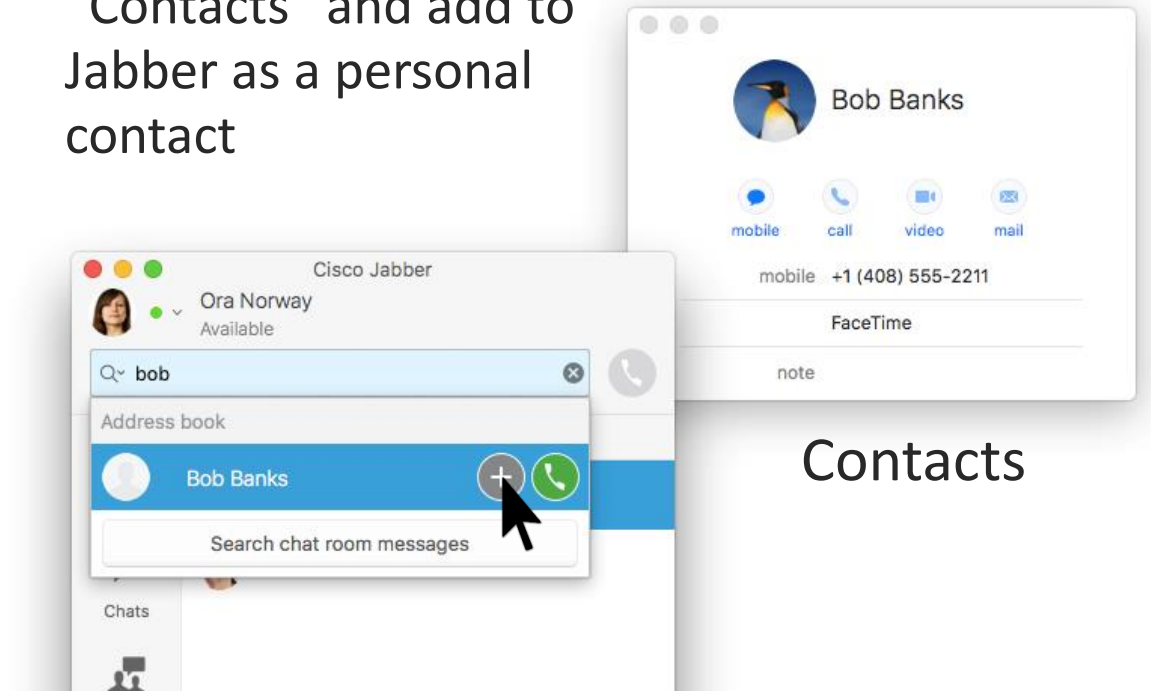 "Contacts" and add to
Jabber as a personal
contact
Bob Banks
mobile call video mail
mobile +1 (408) 555-2211
FaceTime
note
Contacts
Cisco Jabber
Ora Norway
Available
bob
Address book
Bob Banks
Search chat room messages
Chats